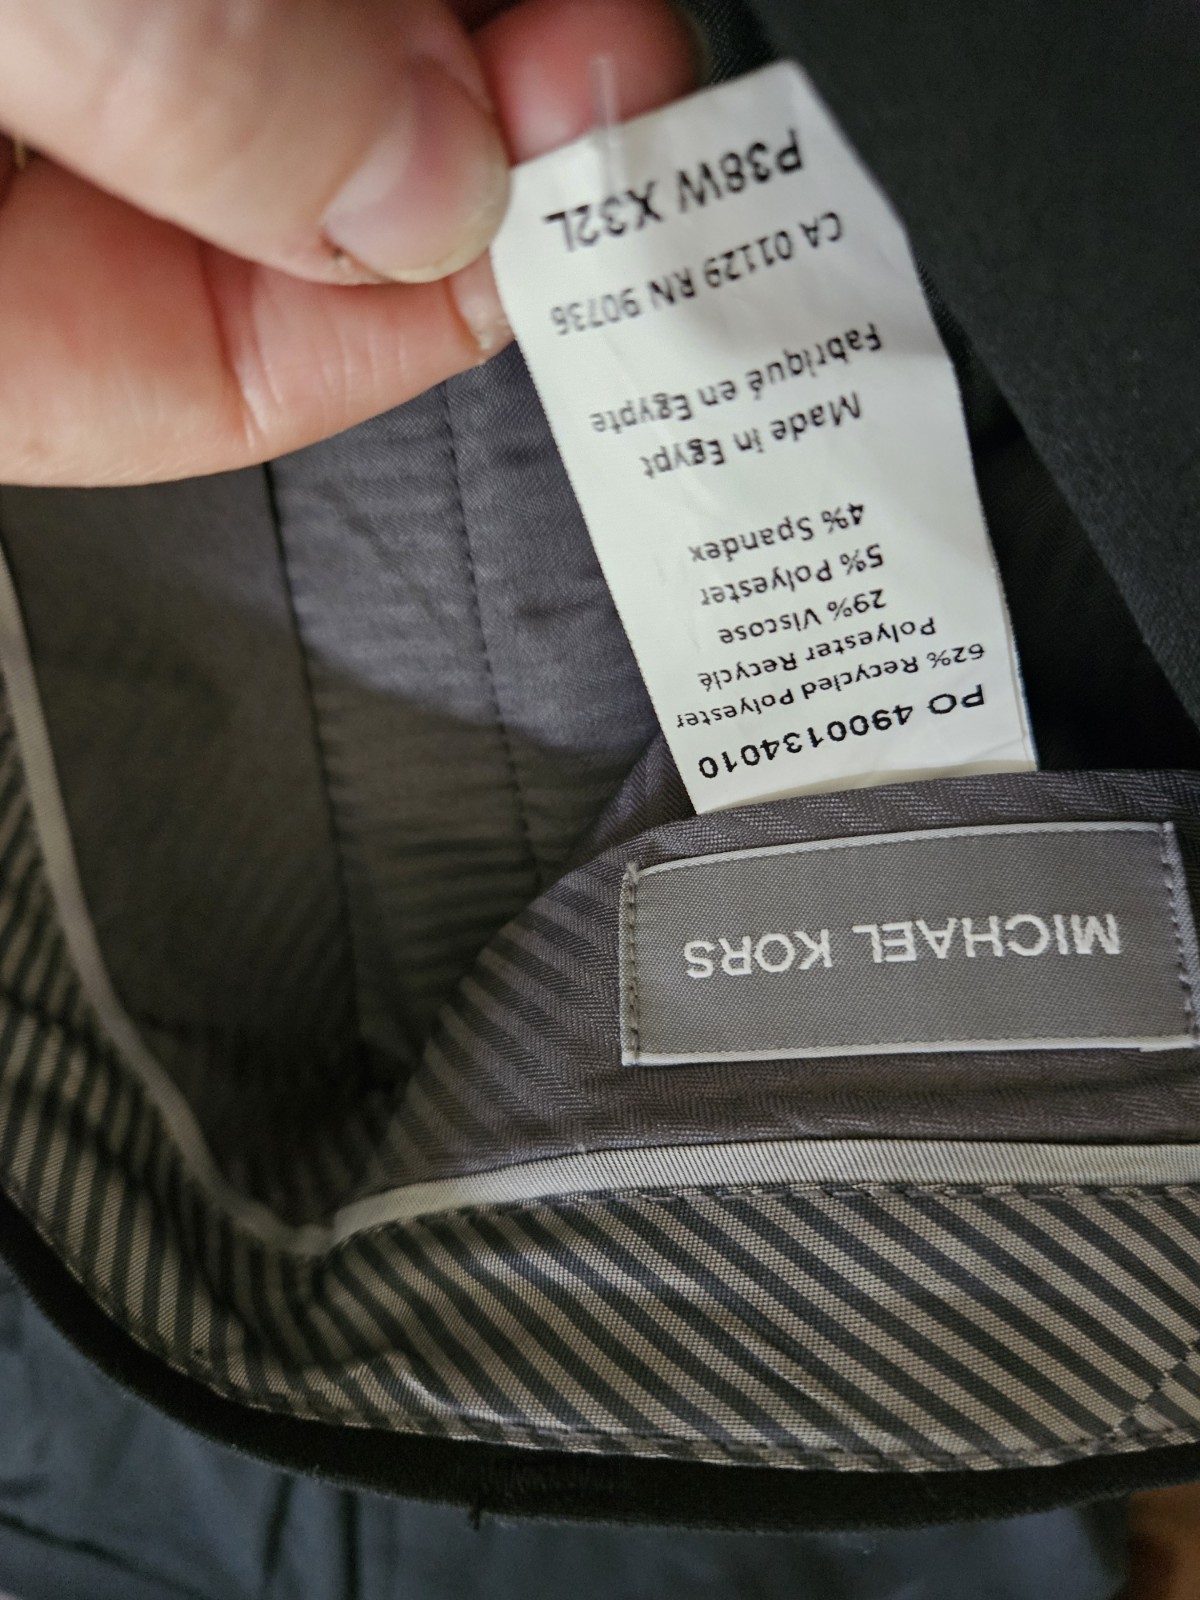 PO 4900134010
62% Recycled Polyester
Polyester Recyclé
29% Viscose
5% Polyester
4% Spandex
Made in Egypt
Fabriqué en Egypte
CA 01129 RN 90736
P38W X32L
MICHAEL KORS